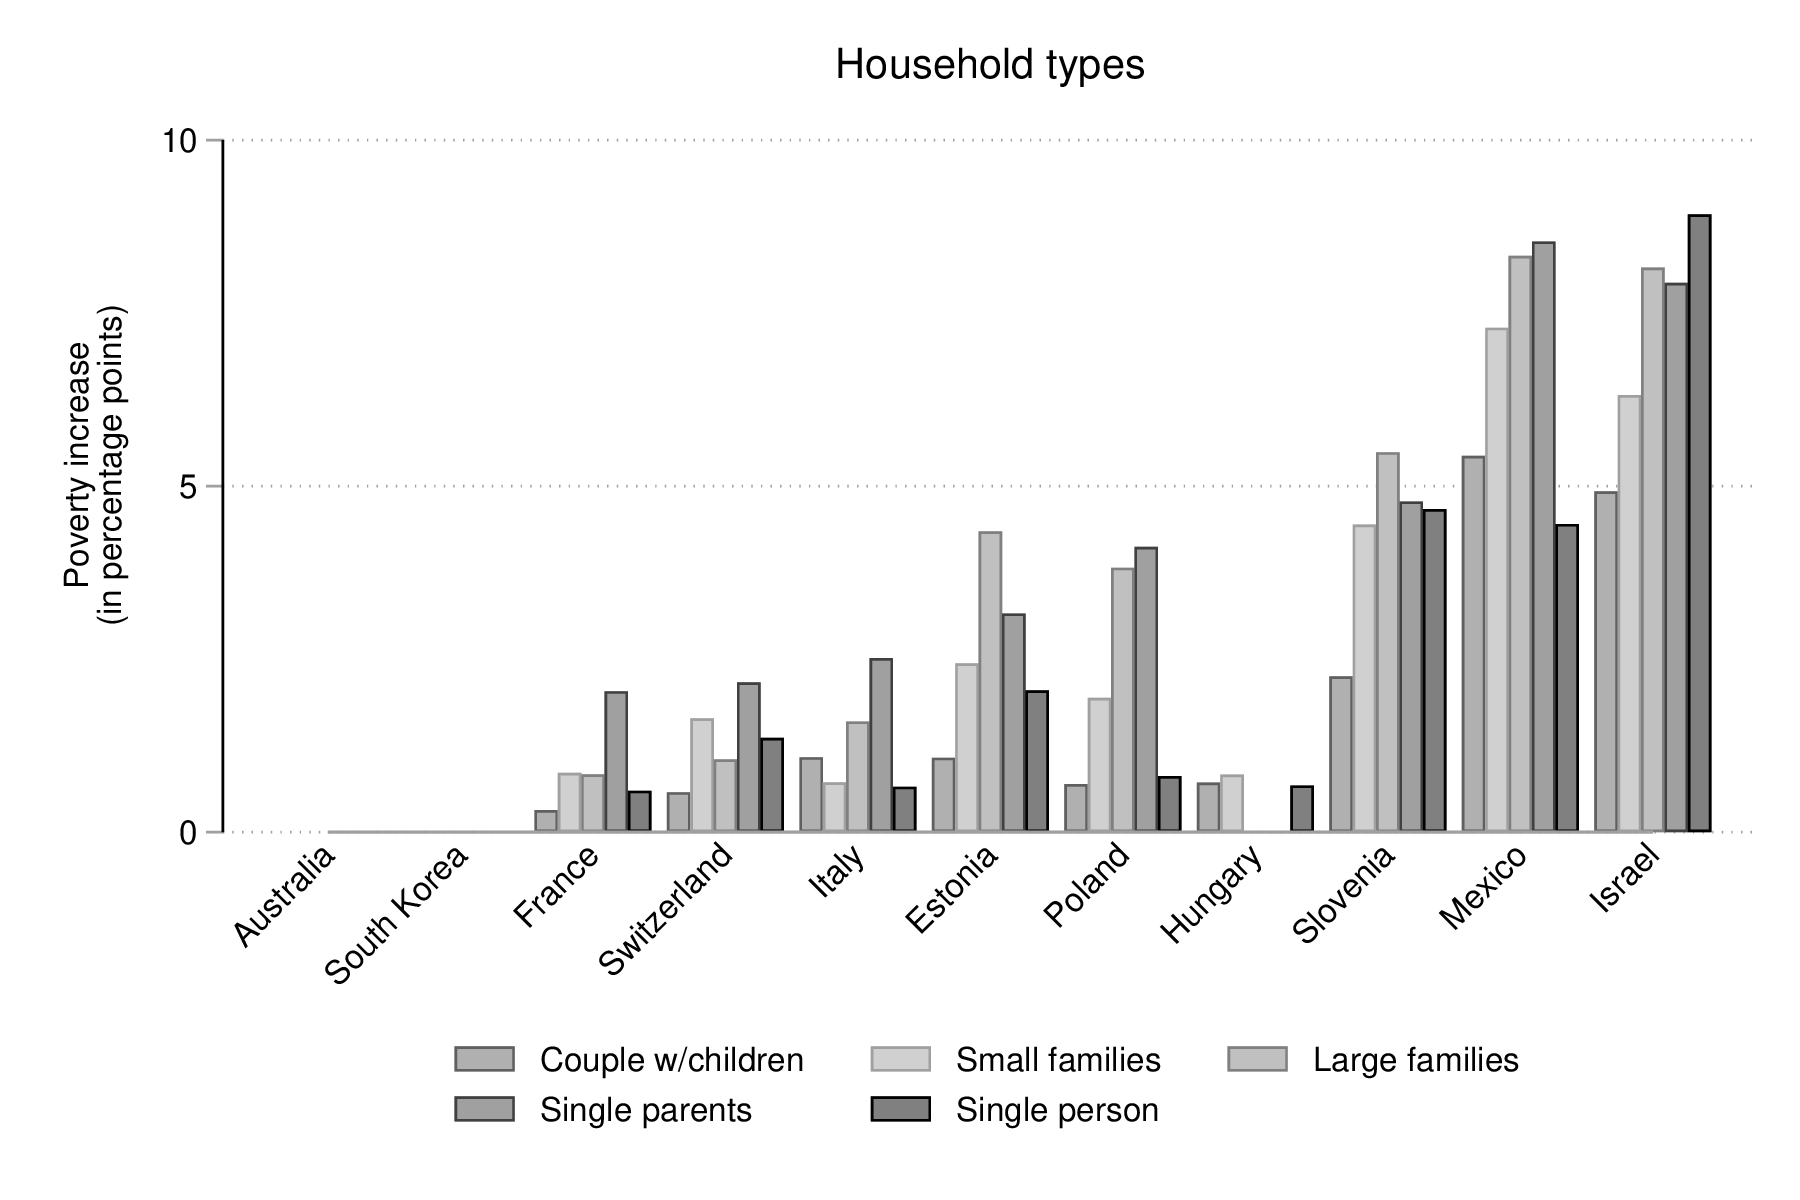 Household types
10
5
0
Poverty increase
(in percentage points)
Australia
South Korea
France
Switzerland
Italy
Estonia
Poland
Hungary
Slovenia
Mexico
Israel
Couple w/children
Small families
Large families
Single parents
Single person